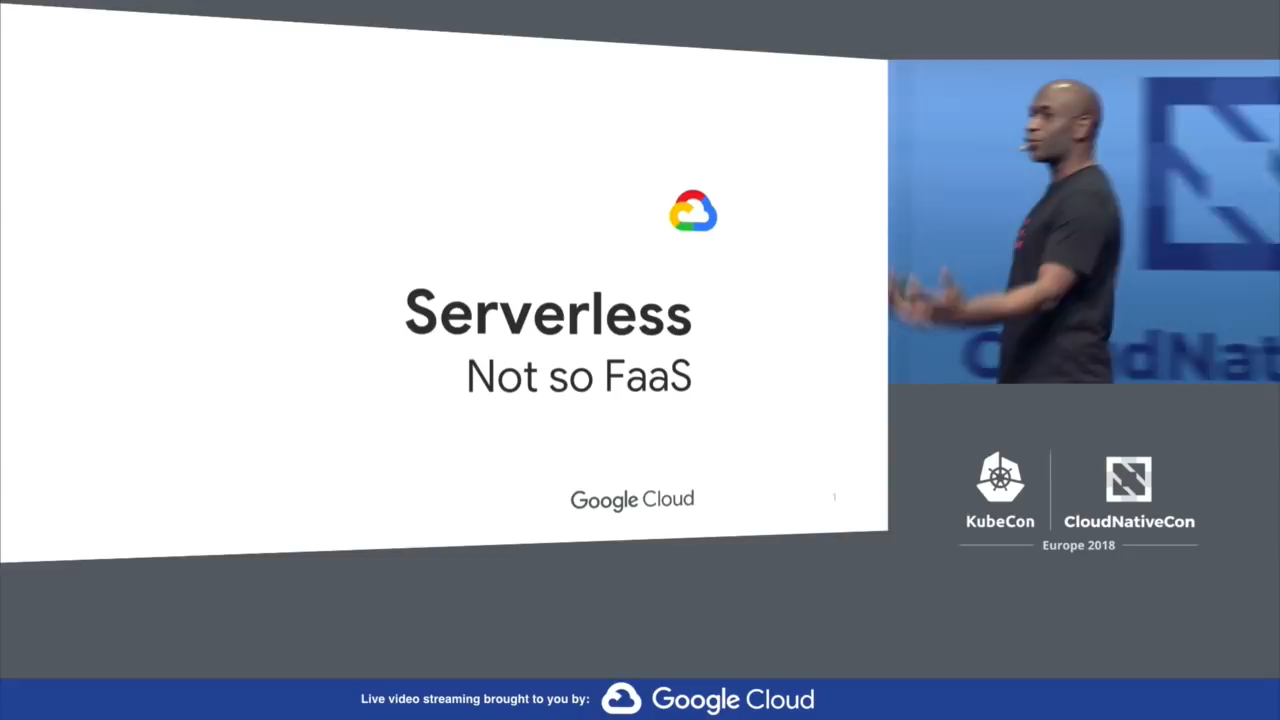 Serverless
Not so FaaS
Google Cloud
1
KubeCon
CloudNativeCon
Europe 2018
Live video streaming brought to you by: Google Cloud